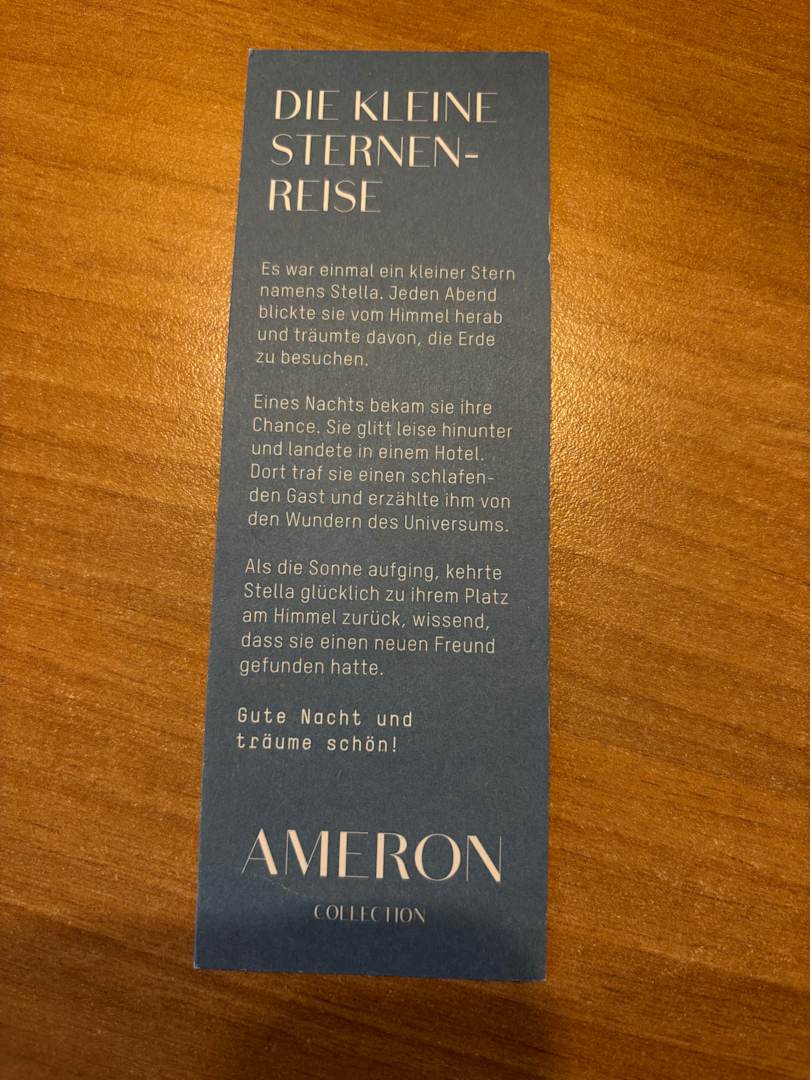 DIE KLEINE
STERNEN-
REISE
Es war einmal ein kleiner Stern
namens Stella. Jeden Abend
blickte sie vom Himmel herab
und träumte davon, die Erde
zu besuchen.
Eines Nachts bekam sie ihre
Chance. Sie glitt leise hinunter
und landete in einem Hotel.
Dort traf sie einen schlafen-
den Gast und erzählte ihm von
den Wundern des Universums.
Als die Sonne aufging, kehrte
Stella glücklich zu ihrem Platz
am Himmel zurück, wissend,
dass sie einen neuen Freund
gefunden hatte.
Gute Nacht und
träume schön!
AMERON
COLLECTION